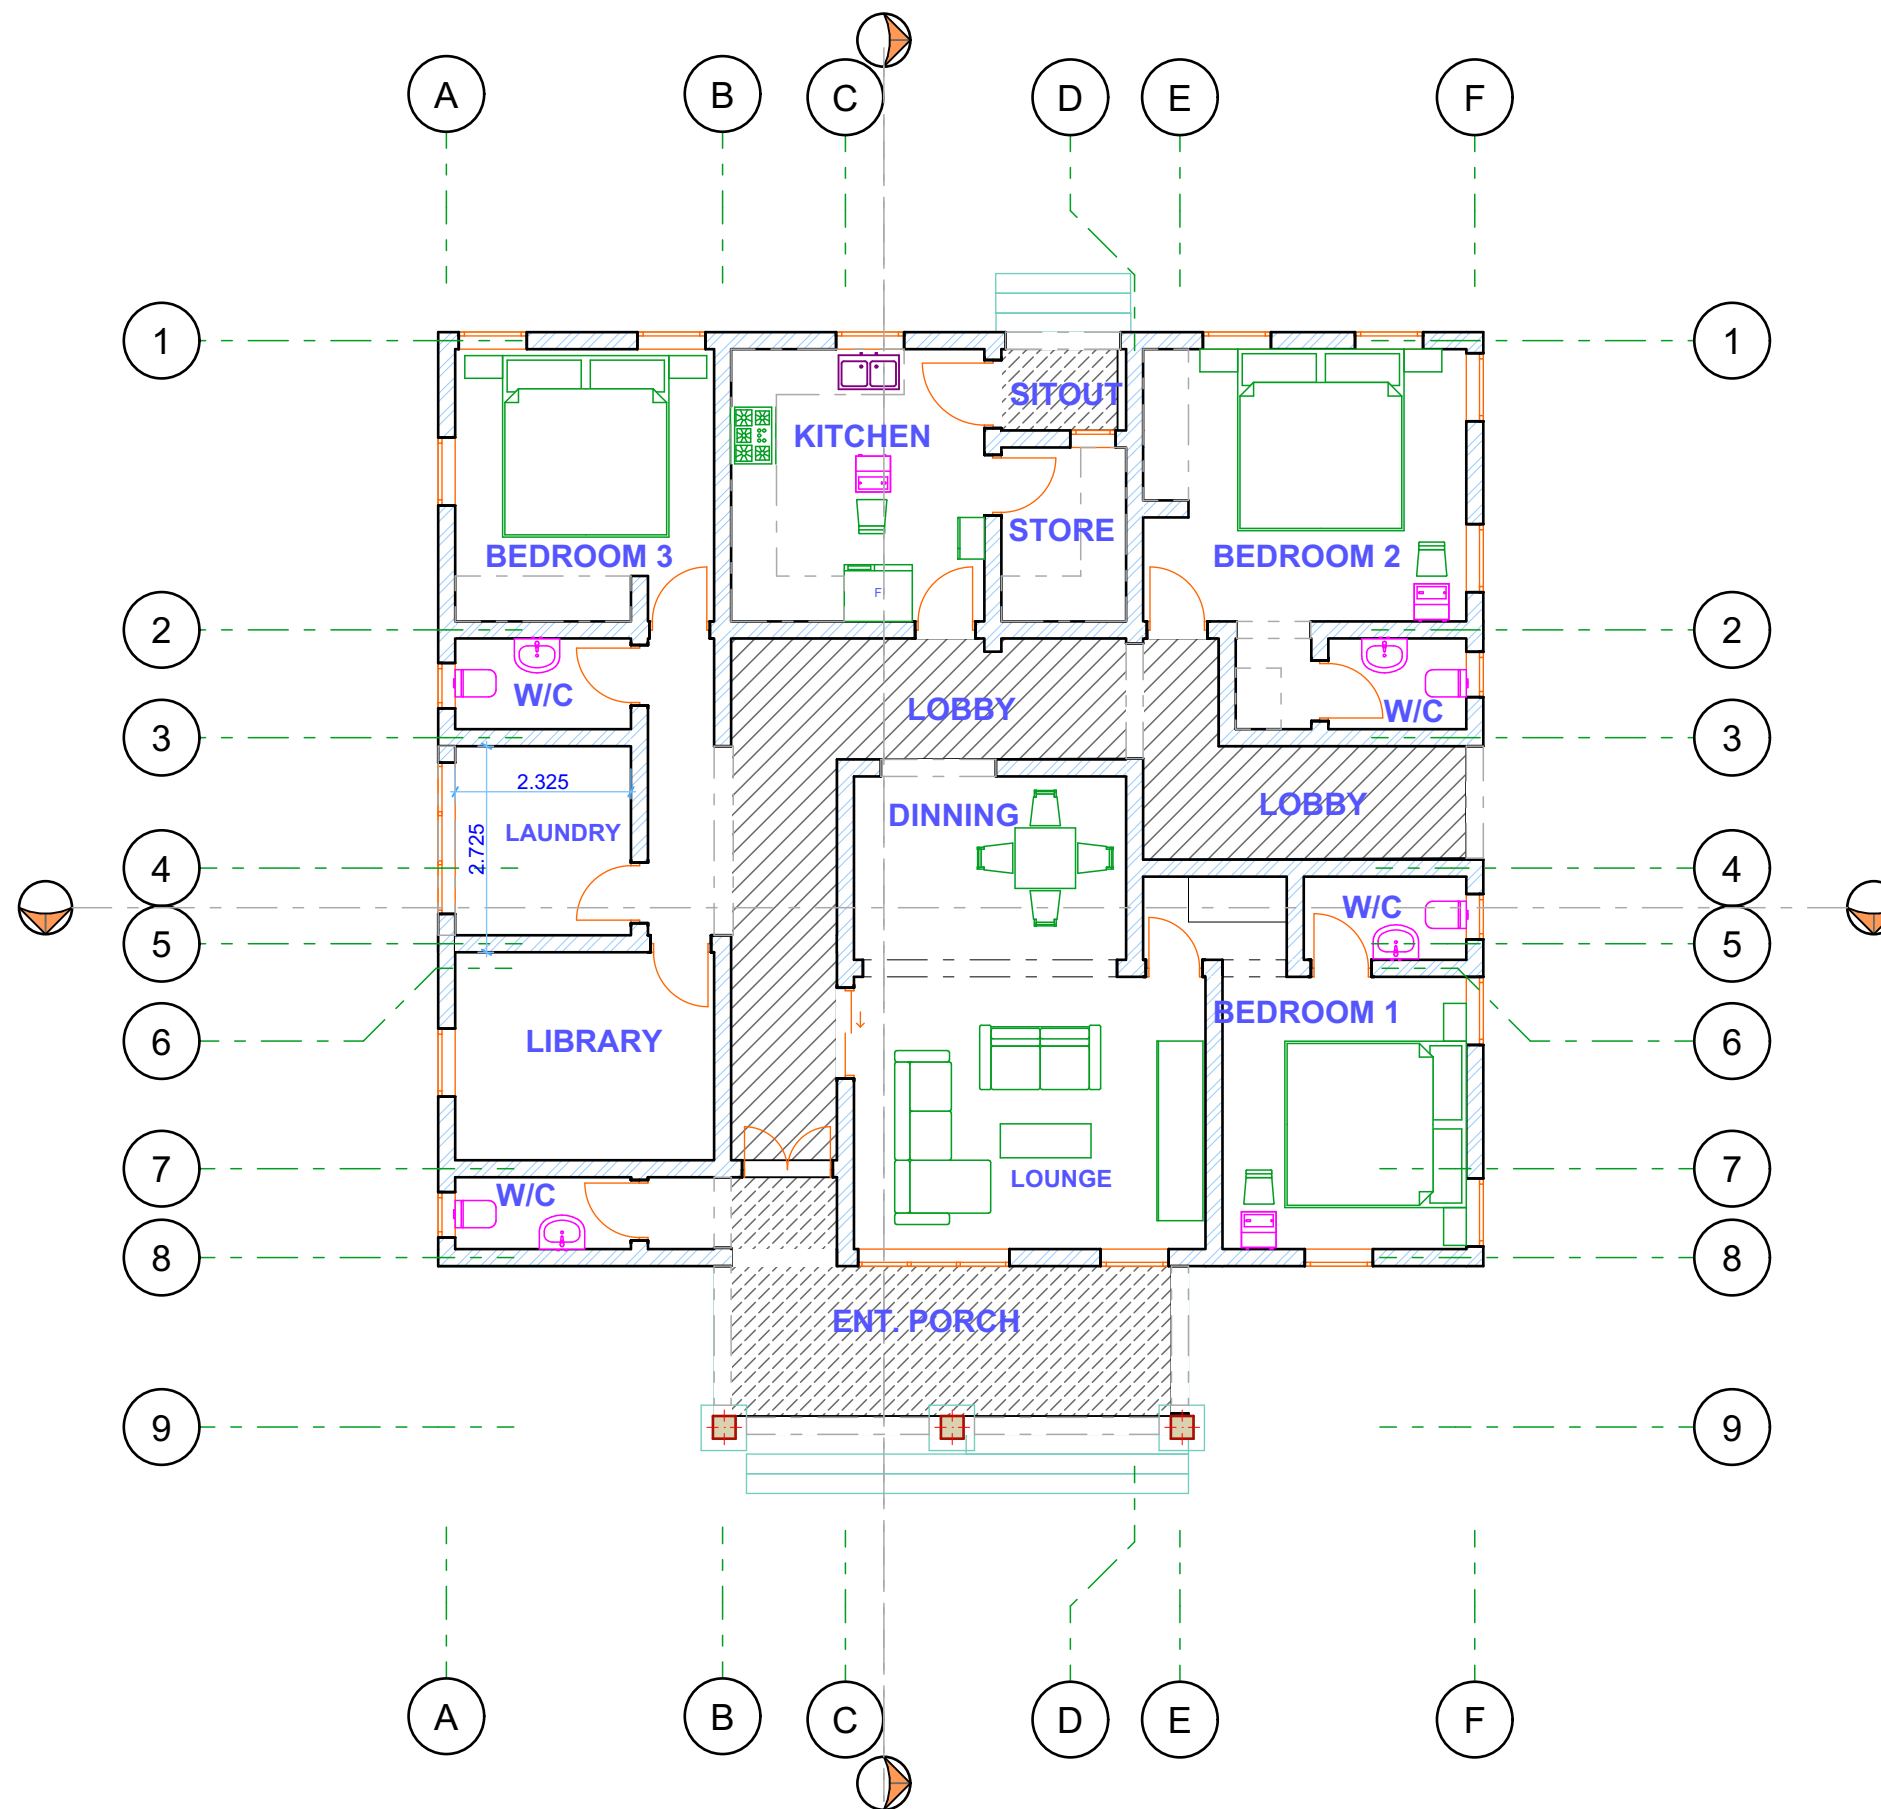 A B C D E F
1 1
SITOUT
KITCHEN
STORE
BEDROOM 3
BEDROOM 2
F
2 2
W/C
LOBBY
W/C
3 3
2.325
DINNING
LOBBY
LAUNDRY
2.725
4 4
W/C
5 5
BEDROOM 1
LIBRARY
6 6
7 7
LOUNGE
W/C
8 8
ENT. PORCH
9 9
A B C D E F